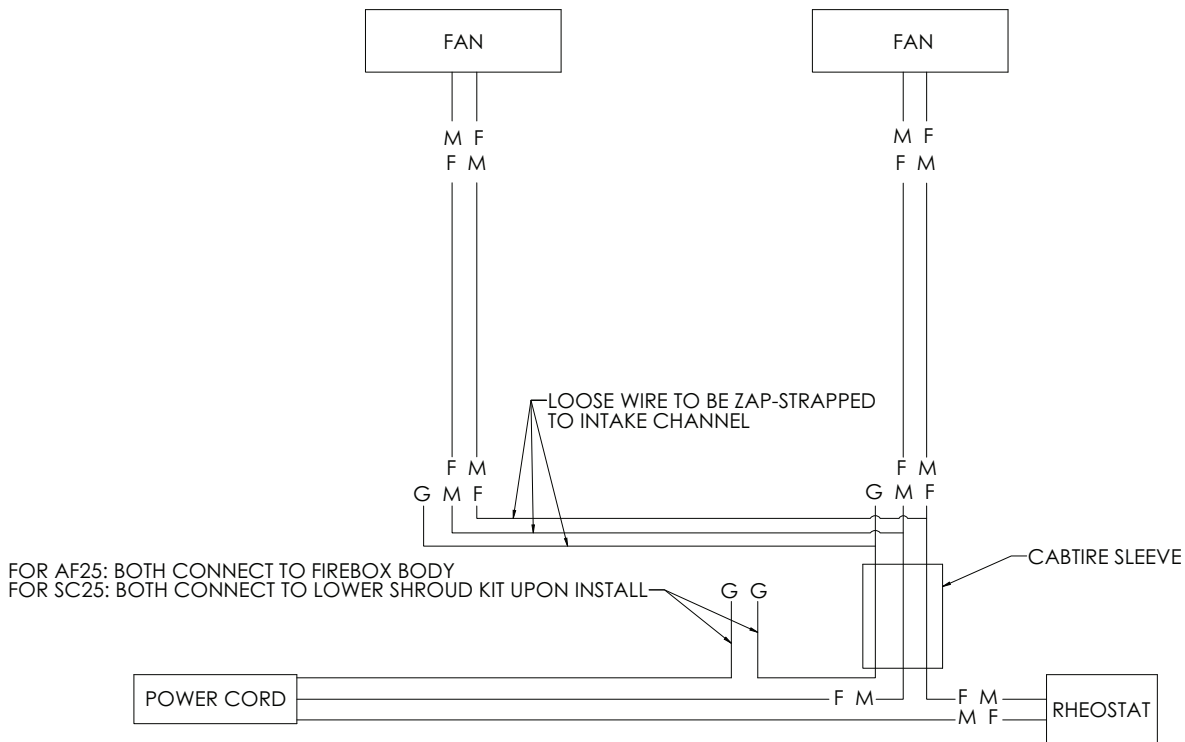 FAN FAN
M F M F
F M F M
LOOSE WIRE TO BE ZAP-STRAPPED
TO INTAKE CHANNEL
F M F M
G M F G M F
CABTIRE SLEEVE
FOR AF25: BOTH CONNECT TO FIREBOX BODY
FOR SC25: BOTH CONNECT TO LOWER SHROUD KIT UPON INSTALL
G G
POWER CORD
F M F M
M F
RHEOSTAT